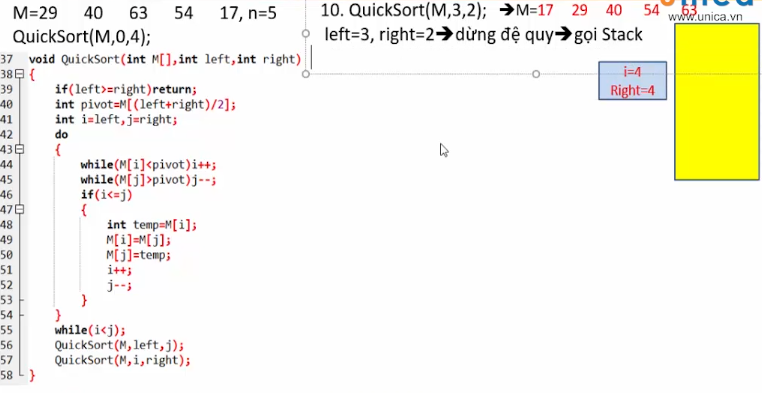 M=29 40 63 54 17, n=5
QuickSort(M,0,4);
37 void QuickSort(int M[],int left,int right)
38 {
39 if(left>=right)return;
40 int pivot=M[(left+right)/2];
41 int i=left,j=right;
42 do
43 {
44 while(M[i]<pivot)i++;
45 while(M[j]>pivot)j--;
46 if(i<=j)
47 {
48 int temp=M[i];
49 M[i]=M[j];
50 M[j]=temp;
51 i++;
52 j--;
53 }
54 }
55 while(i<j);
56 QuickSort(M,left,j);
57 QuickSort(M,i,right);
58 }
10. QuickSort(M,3,2); ➔M=17 29 40 54 63
left=3, right=2➔dừng đệ quy➔gọi Stack
i=4
Right=4
www.unica.vn